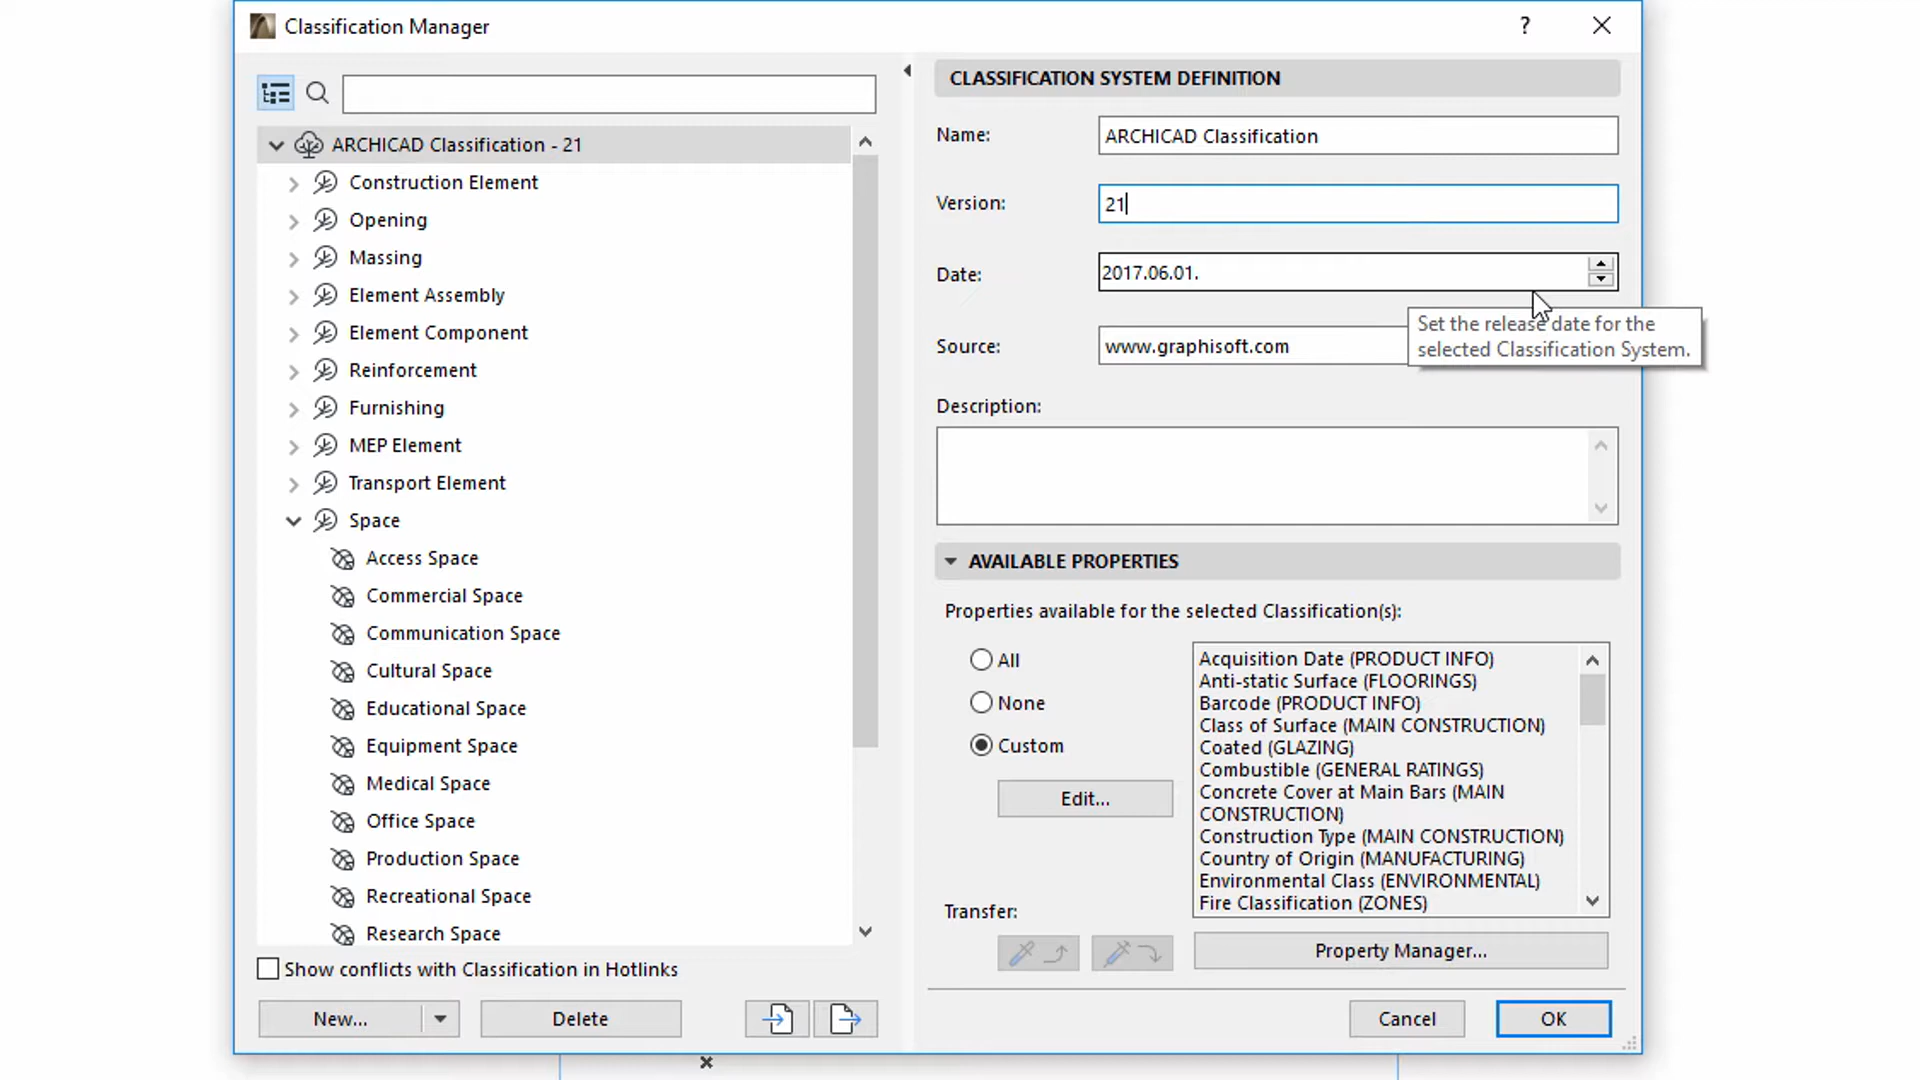 Classification Manager
?
CLASSIFICATION SYSTEM DEFINITION
ARCHICAD Classification - 21
Construction Element
Opening
Massing
Element Assembly
Element Component
Reinforcement
Furnishing
MEP Element
Transport Element
Space
Access Space
Commercial Space
Communication Space
Cultural Space
Educational Space
Equipment Space
Medical Space
Office Space
Production Space
Recreational Space
Research Space
Show conflicts with Classification in Hotlinks
New...
Delete
Name: ARCHICAD Classification
Version: 21
Date: 2017.06.01.
Set the release date for the
selected Classification System.
Source: www.graphisoft.com
Description:
AVAILABLE PROPERTIES
Properties available for the selected Classification(s):
All
None
Custom
Edit...
Acquisition Date (PRODUCT INFO)
Anti-static Surface (FLOORINGS)
Barcode (PRODUCT INFO)
Class of Surface (MAIN CONSTRUCTION)
Coated (GLAZING)
Combustible (GENERAL RATINGS)
Concrete Cover at Main Bars (MAIN
CONSTRUCTION)
Construction Type (MAIN CONSTRUCTION)
Country of Origin (MANUFACTURING)
Environmental Class (ENVIRONMENTAL)
Fire Classification (ZONES)
Transfer:
Property Manager...
Cancel
OK